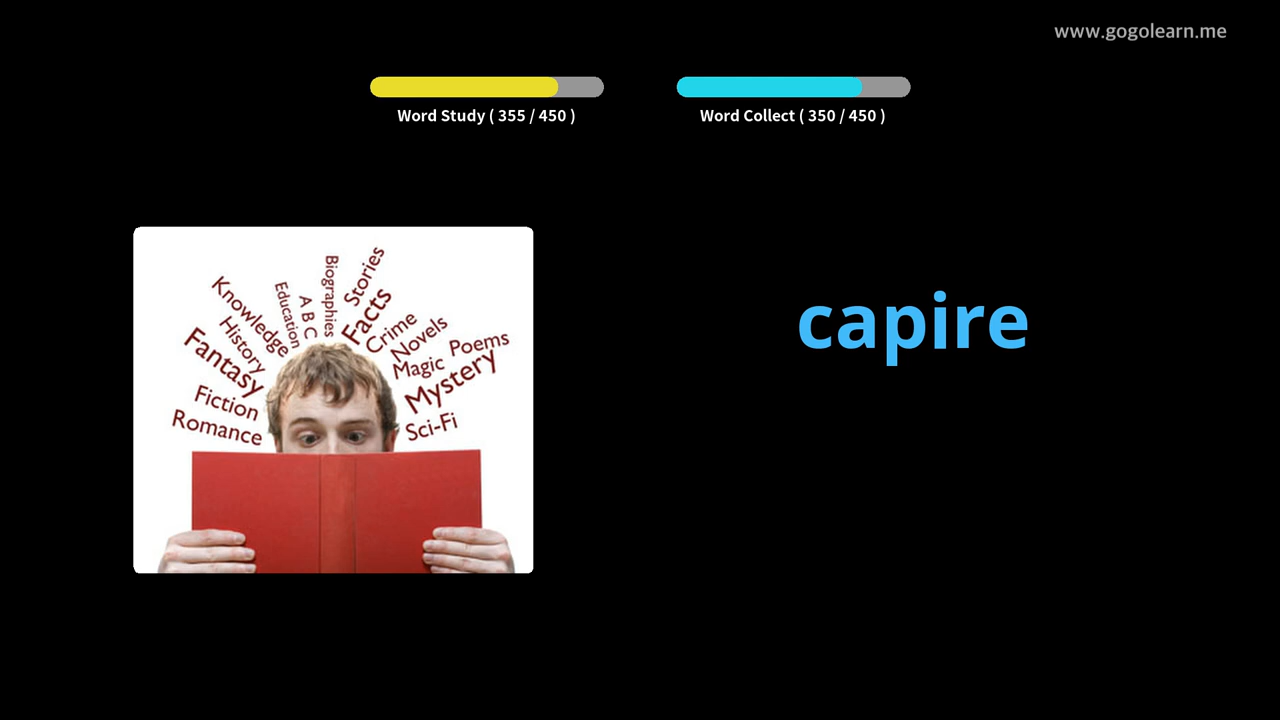 www.gogolearn.me
Word Study ( 355 / 450 )
Word Collect ( 350 / 450 )
capire
Biographies
Stories
Education
A B C
Facts
Knowledge
Crime
History
Novels
Poems
Fantasy
Magic
Mystery
Fiction
Romance
Sci-Fi